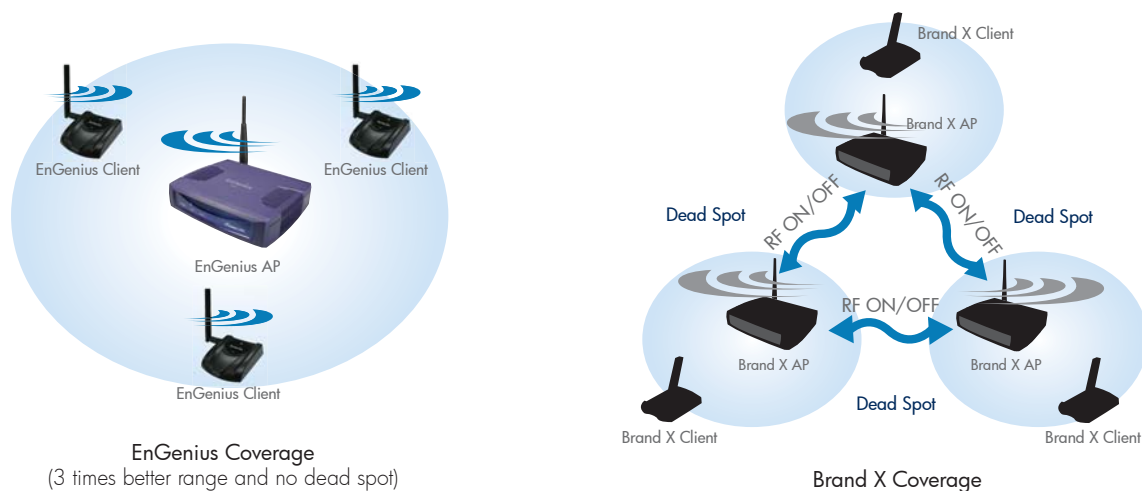 EnGenius Client
EnGenius Client
EnGenius AP
EnGenius Client
EnGenius Coverage
(3 times better range and no dead spot)
Brand X Client
Brand X AP
RF ON/OFF
RF ON/OFF
Dead Spot
Dead Spot
RF ON/OFF
Brand X AP
Brand X AP
Dead Spot
Brand X Client
Brand X Client
Brand X Coverage